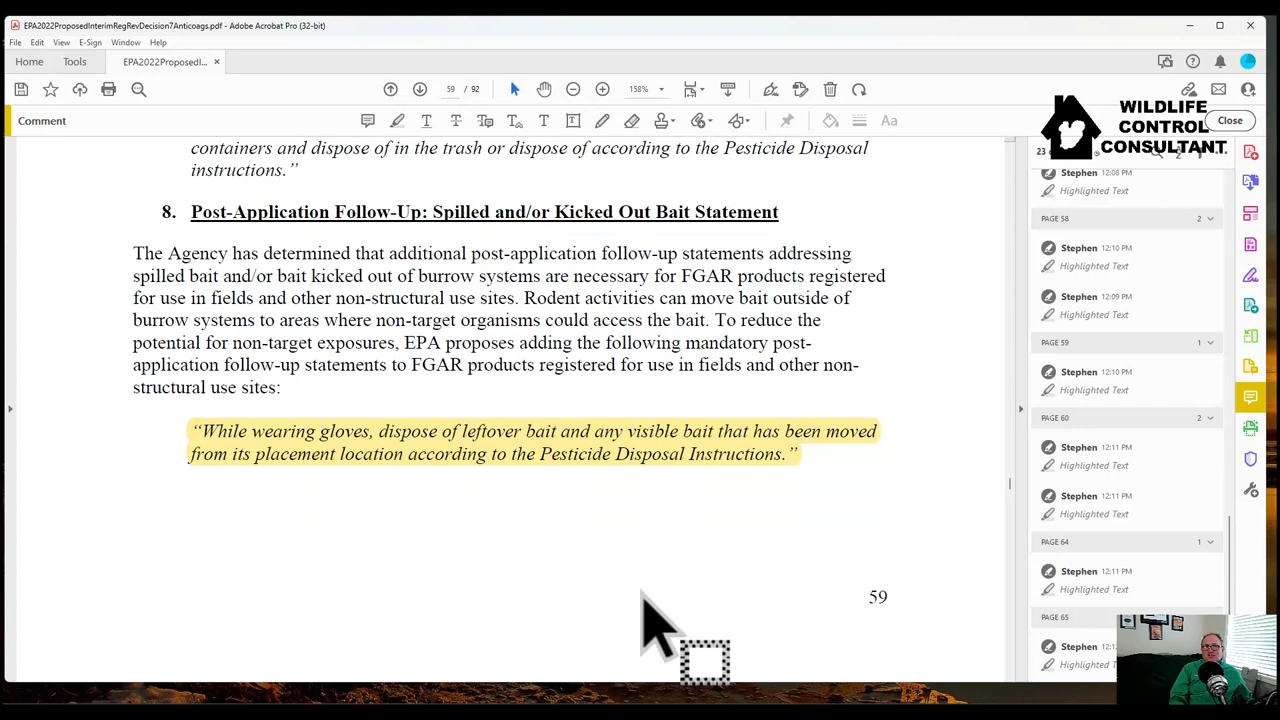 EPA2022ProposedInterimRegRevDecision7Anticoags.pdf - Adobe Acrobat Pro (32-bit)
File Edit View E-Sign Window Help
Home Tools EPA2022ProposedI... ×
59 / 92 158%
Comment
WILDLIFE
CONTROL
CONSULTANT
Close
containers and dispose of in the trash or dispose of according to the Pesticide Disposal
instructions.”
8. Post-Application Follow-Up: Spilled and/or Kicked Out Bait Statement
The Agency has determined that additional post-application follow-up statements addressing
spilled bait and/or bait kicked out of burrow systems are necessary for FGAR products registered
for use in fields and other non-structural use sites. Rodent activities can move bait outside of
burrow systems to areas where non-target organisms could access the bait. To reduce the
potential for non-target exposures, EPA proposes adding the following mandatory post-
application follow-up statements to FGAR products registered for use in fields and other non-
structural use sites:
“While wearing gloves, dispose of leftover bait and any visible bait that has been moved
from its placement location according to the Pesticide Disposal Instructions.”
59
23
Stephen 12:08 PM
Highlighted Text
PAGE 58 2
Stephen 12:10 PM
Highlighted Text
Stephen 12:09 PM
Highlighted Text
PAGE 59 1
Stephen 12:10 PM
Highlighted Text
PAGE 60 2
Stephen 12:11 PM
Highlighted Text
Stephen 12:11 PM
Highlighted Text
PAGE 64 1
Stephen 12:11 PM
Highlighted Text
PAGE 65
Stephen